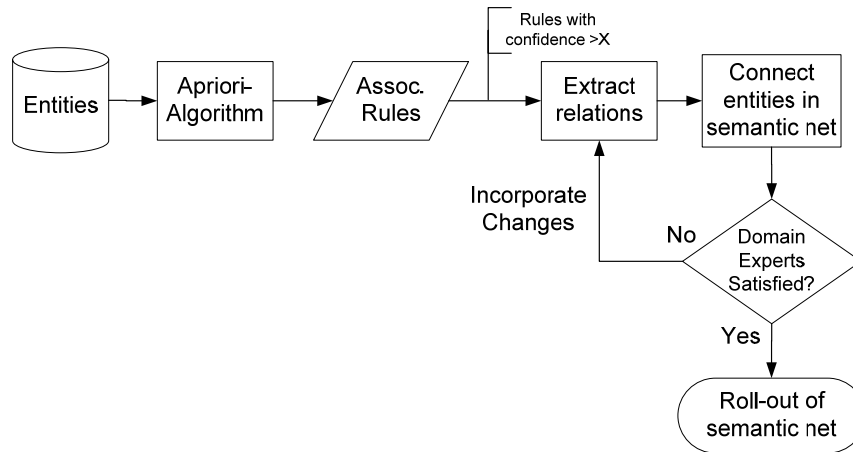 Rules with
confidence >X
Entities
Apriori-
Algorithm
Assoc.
Rules
Extract
relations
Connect
entities in
semantic net
Incorporate
Changes
No
Domain
Experts
Satisfied?
Yes
Roll-out of
semantic net